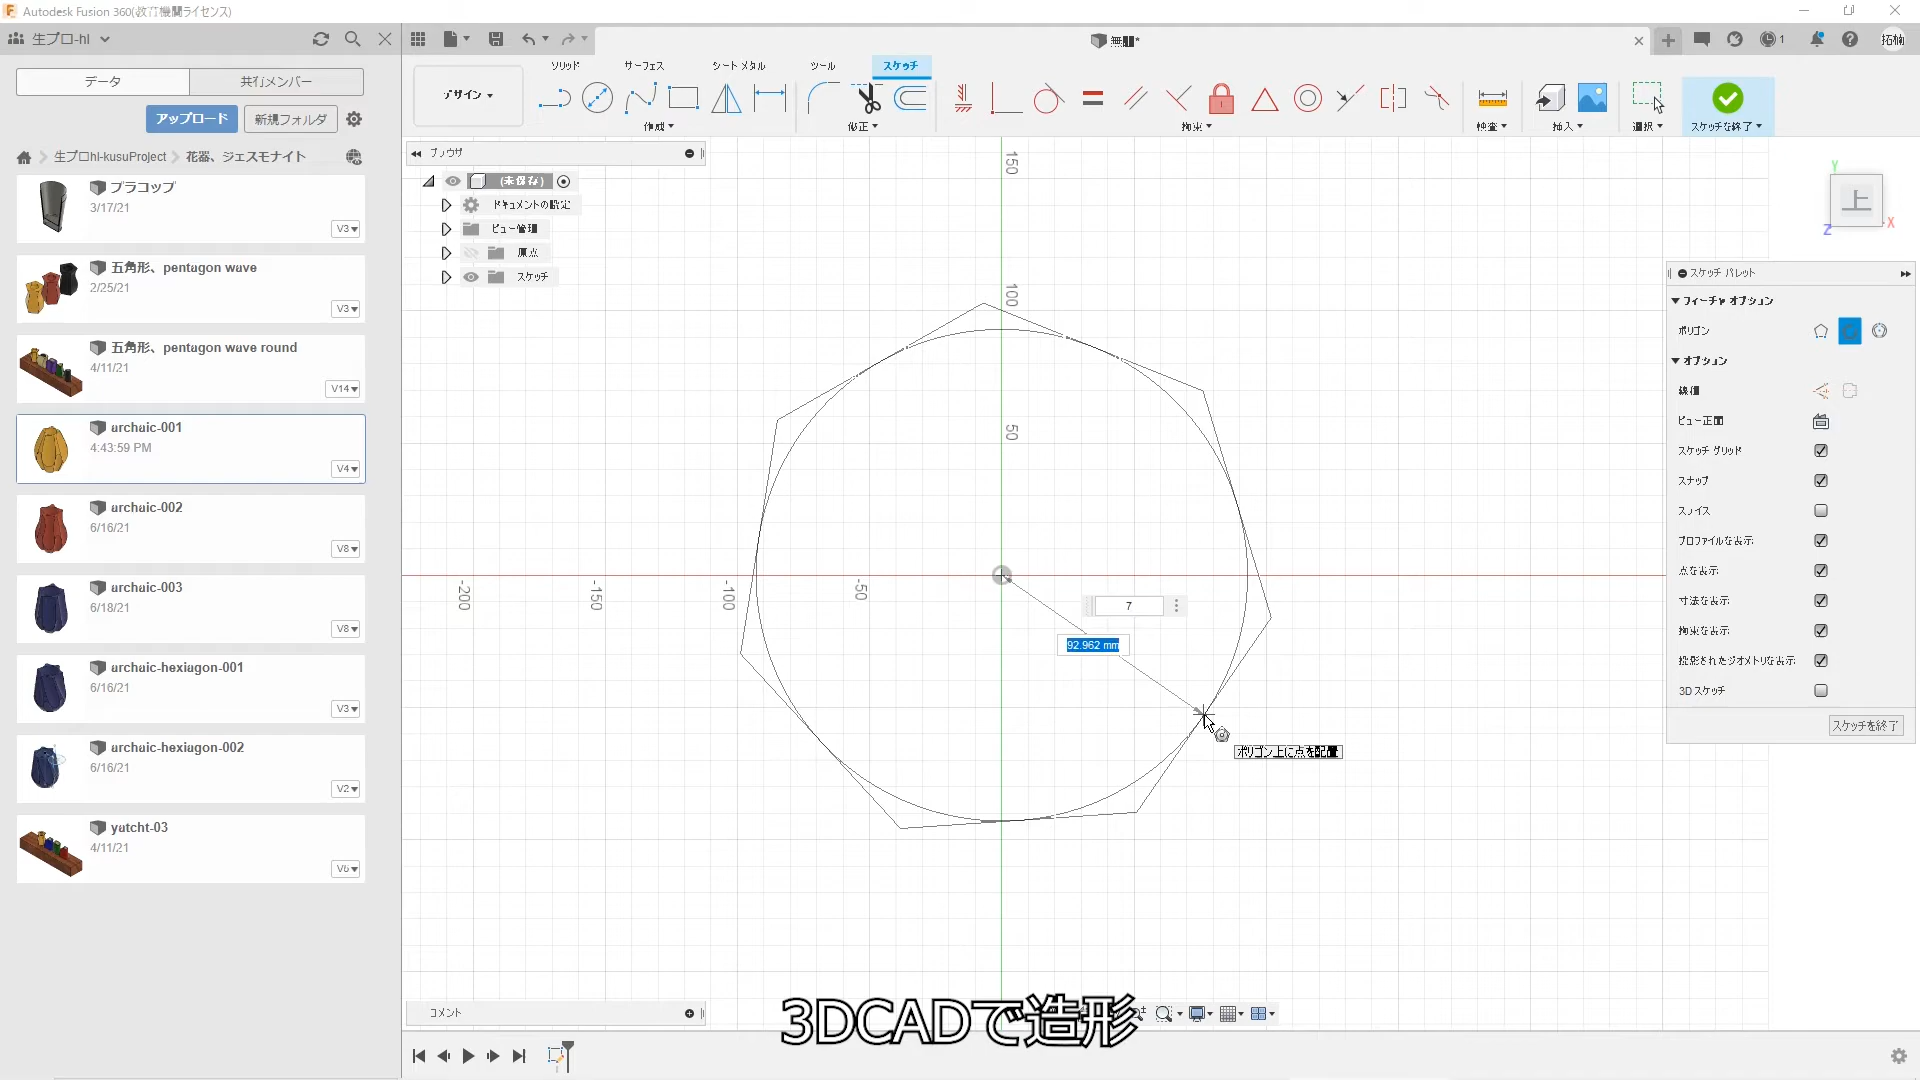 Autodesk Fusion 360(教育機関ライセンス)
生プロ-hl
データ
共有メンバー
アップロード
新規フォルダ
生プロhl-kusuProject
花器、ジェスモナイト
プラコップ
3/17/21
V3
五角形、pentagon wave
2/25/21
V3
五角形、pentagon wave round
4/11/21
V14
archaic-001
4:43:59 PM
V4
archaic-002
6/16/21
V8
archaic-003
6/18/21
V8
archaic-hexiagon-001
6/16/21
V3
archaic-hexiagon-002
6/16/21
V2
yatcht-03
4/11/21
無題*
1
拓楠
ソリッド
サーフェス
シート メタル
ツール
スケッチ
デザイン
作成
修正
拘束
検査
挿入
選択
スケッチを終了
ブラウザ
(未保存)
ドキュメントの設定
ビュー管理
原点
スケッチ
150
100
50
-200
-150
-100
-50
7
92.962 mm
ポリゴン上に点を配置
上
X
Y
Z
スケッチ パレット
フィーチャ オプション
ポリゴン
オプション
線種
ビュー正面
スケッチ グリッド
スナップ
スライス
プロファイルを表示
点を表示
寸法を表示
拘束を表示
投影されたジオメトリを表示
3D スケッチ
スケッチを終了
コメント
3DCADで造形